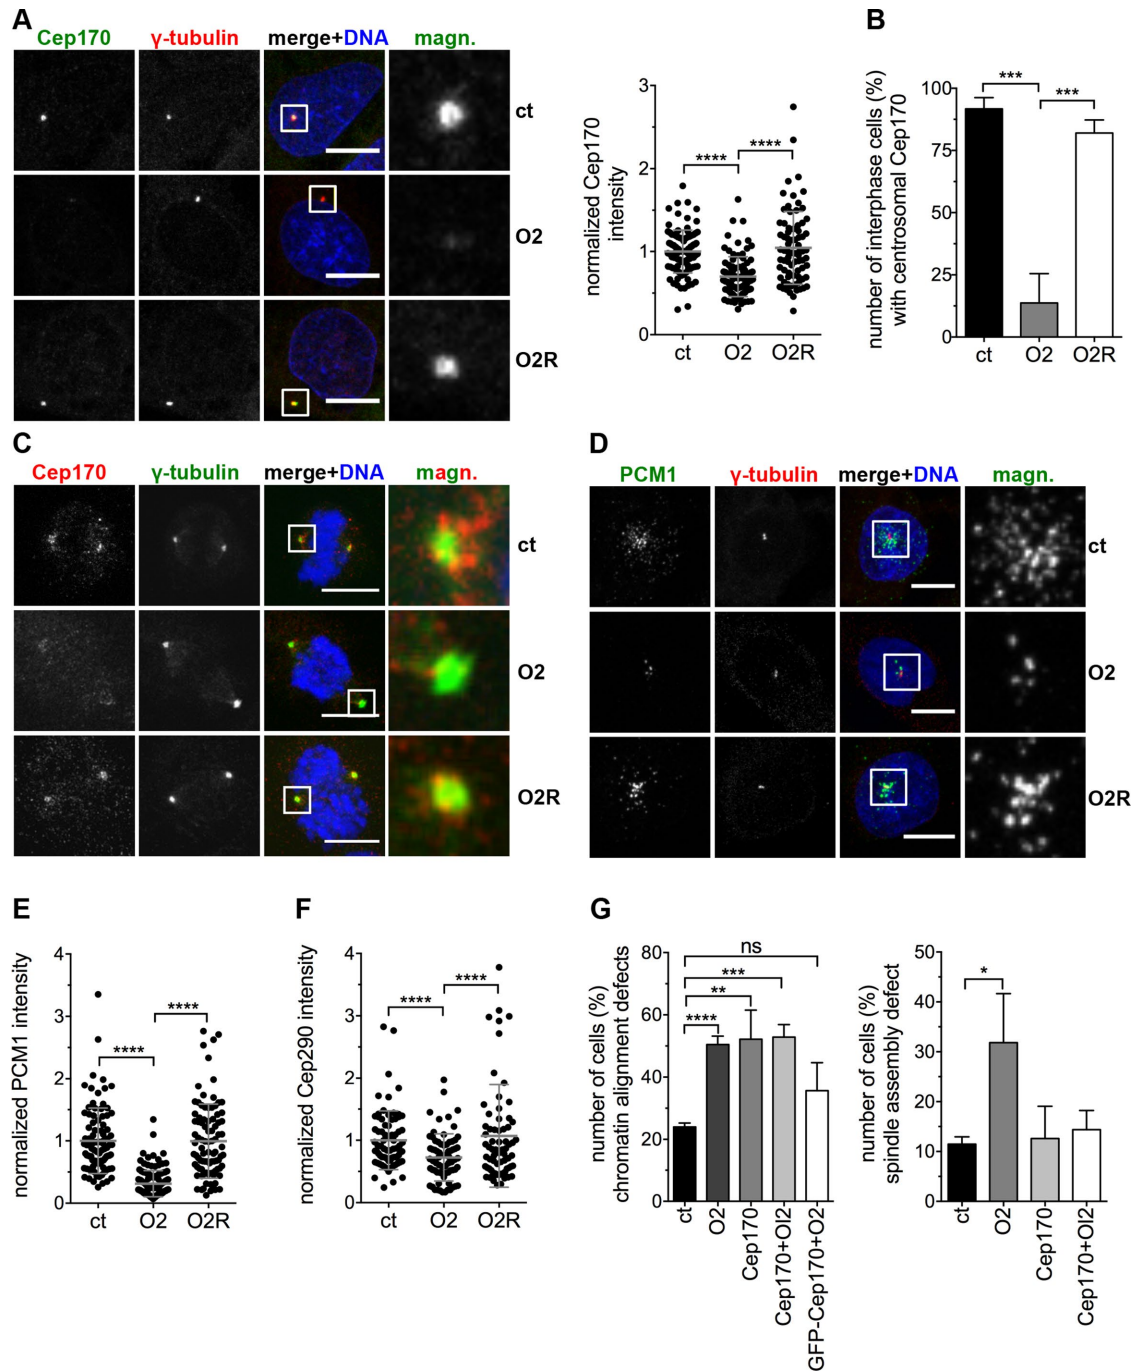 A
Cep170 γ-tubulin merge+DNA magn.
ct
O2
O2R
normalized Cep170
intensity
3
2
1
0
**** ****
ct O2 O2R
B
number of interphase cells (%)
with centrosomal Cep170
100
75
50
25
0
*** ***
ct O2 O2R
C
Cep170 γ-tubulin merge+DNA magn.
ct
O2
O2R
D
PCM1 γ-tubulin merge+DNA magn.
ct
O2
O2R
E
normalized PCM1 intensity
4
3
2
1
0
**** ****
ct O2 O2R
F
normalized Cep290 intensity
4
3
2
1
0
**** ****
ct O2 O2R
G
number of cells (%)
chromatin alignment defects
80
60
40
20
0
ns
***
**
****
ct
O2
Cep170
Cep170+Ol2
GFP-Cep170+O2
number of cells (%)
spindle assembly defect
50
40
30
20
10
0
*
ct
O2
Cep170
Cep170+Ol2